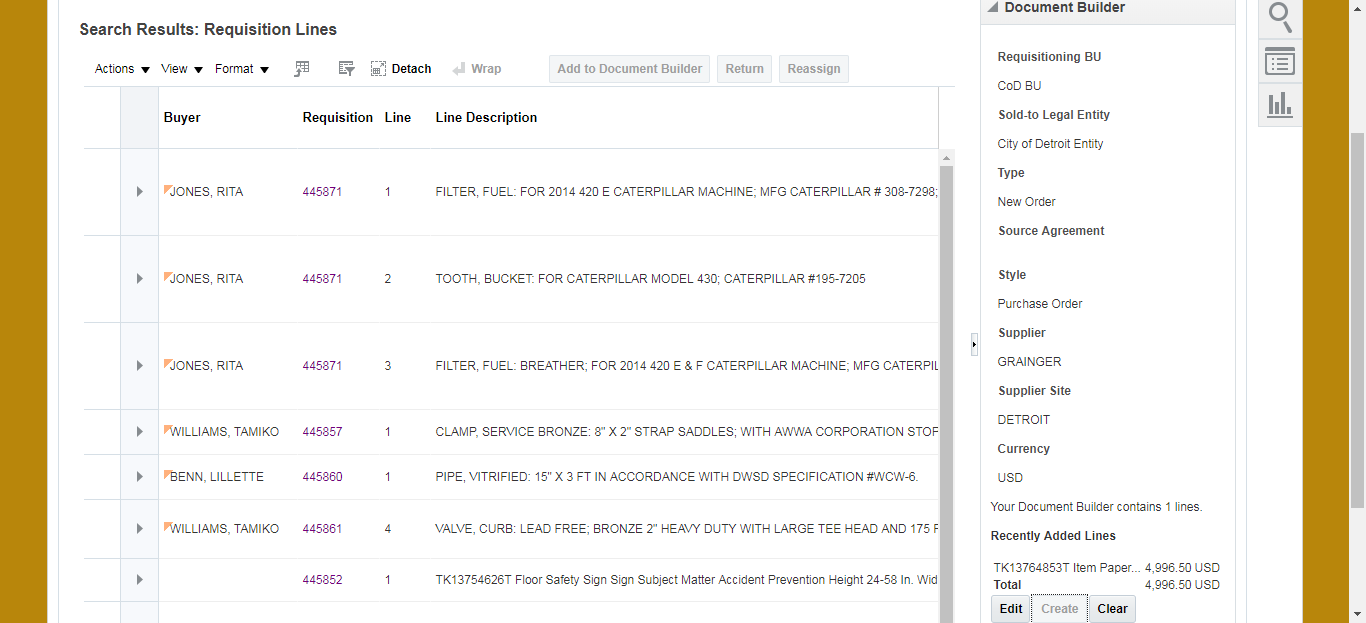 Search Results: Requisition Lines
Actions View Format Detach Wrap Add to Document Builder Return Reassign
Buyer Requisition Line Line Description
JONES, RITA 445871 1 FILTER, FUEL: FOR 2014 420 E CATERPILLAR MACHINE; MFG CATERPILLAR # 308-7298;
JONES, RITA 445871 2 TOOTH, BUCKET: FOR CATERPILLAR MODEL 430; CATERPILLAR #195-7205
JONES, RITA 445871 3 FILTER, FUEL: BREATHER; FOR 2014 420 E & F CATERPILLAR MACHINE; MFG CATERPIL
WILLIAMS, TAMIKO 445857 1 CLAMP, SERVICE BRONZE: 8" X 2" STRAP SADDLES; WITH AWWA CORPORATION STOP
BENN, LILLETTE 445860 1 PIPE, VITRIFIED: 15" X 3 FT IN ACCORDANCE WITH DWSD SPECIFICATION #WCW-6.
WILLIAMS, TAMIKO 445861 4 VALVE, CURB: LEAD FREE; BRONZE 2" HEAVY DUTY WITH LARGE TEE HEAD AND 175 P
445852 1 TK13754626T Floor Safety Sign Sign Subject Matter Accident Prevention Height 24-58 In. Wid
Document Builder
Requisitioning BU
CoD BU
Sold-to Legal Entity
City of Detroit Entity
Type
New Order
Source Agreement
Style
Purchase Order
Supplier
GRAINGER
Supplier Site
DETROIT
Currency
USD
Your Document Builder contains 1 lines.
Recently Added Lines
TK13764853T Item Paper... 4,996.50 USD
Total 4,996.50 USD
Edit Create Clear